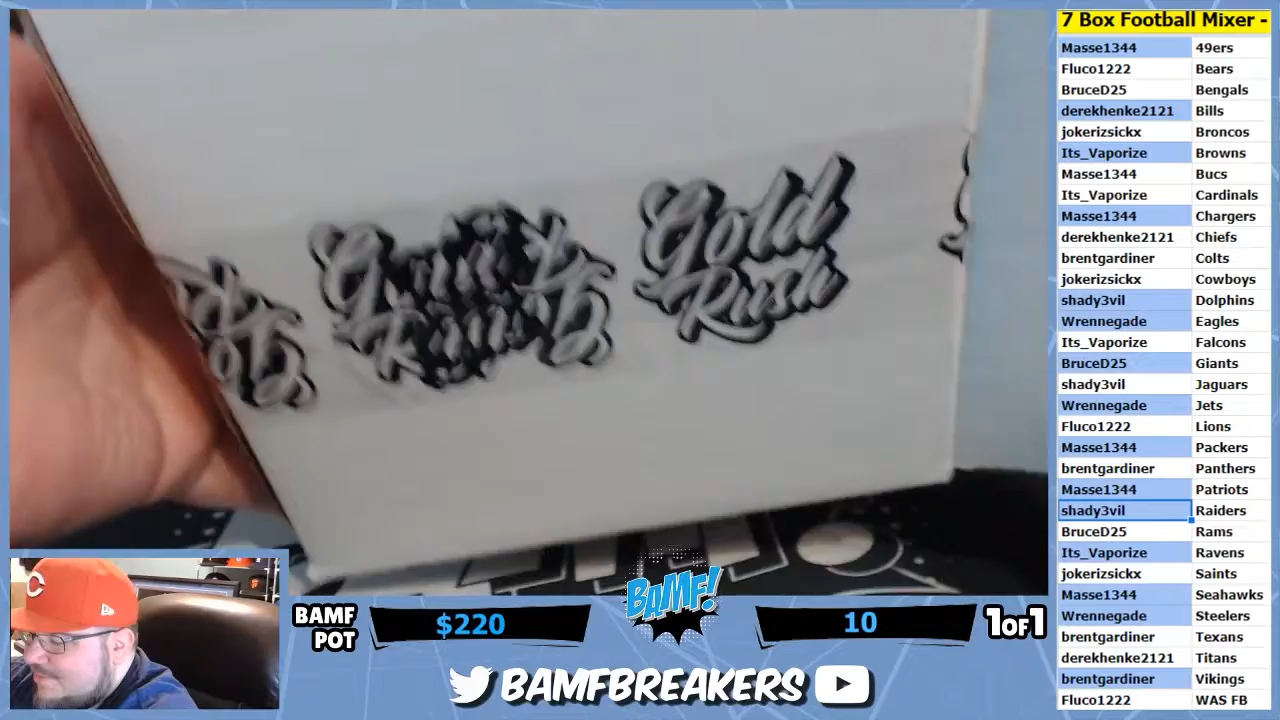 7 Box Football Mixer -
Masse1344 49ers
Fluco1222 Bears
BruceD25 Bengals
derekhenke2121 Bills
jokerizsickx Broncos
Its_Vaporize Browns
Masse1344 Bucs
Its_Vaporize Cardinals
Masse1344 Chargers
derekhenke2121 Chiefs
brentgardiner Colts
jokerizsickx Cowboys
shady3vil Dolphins
Wrennegade Eagles
Its_Vaporize Falcons
BruceD25 Giants
shady3vil Jaguars
Wrennegade Jets
Fluco1222 Lions
Masse1344 Packers
brentgardiner Panthers
Masse1344 Patriots
shady3vil Raiders
BruceD25 Rams
Its_Vaporize Ravens
jokerizsickx Saints
Masse1344 Seahawks
Wrennegade Steelers
brentgardiner Texans
derekhenke2121 Titans
brentgardiner Vikings
Fluco1222 WAS FB
Gold
Rush
BAMF
POT
$220
BAMF!
10
1OF1
BAMFBREAKERS